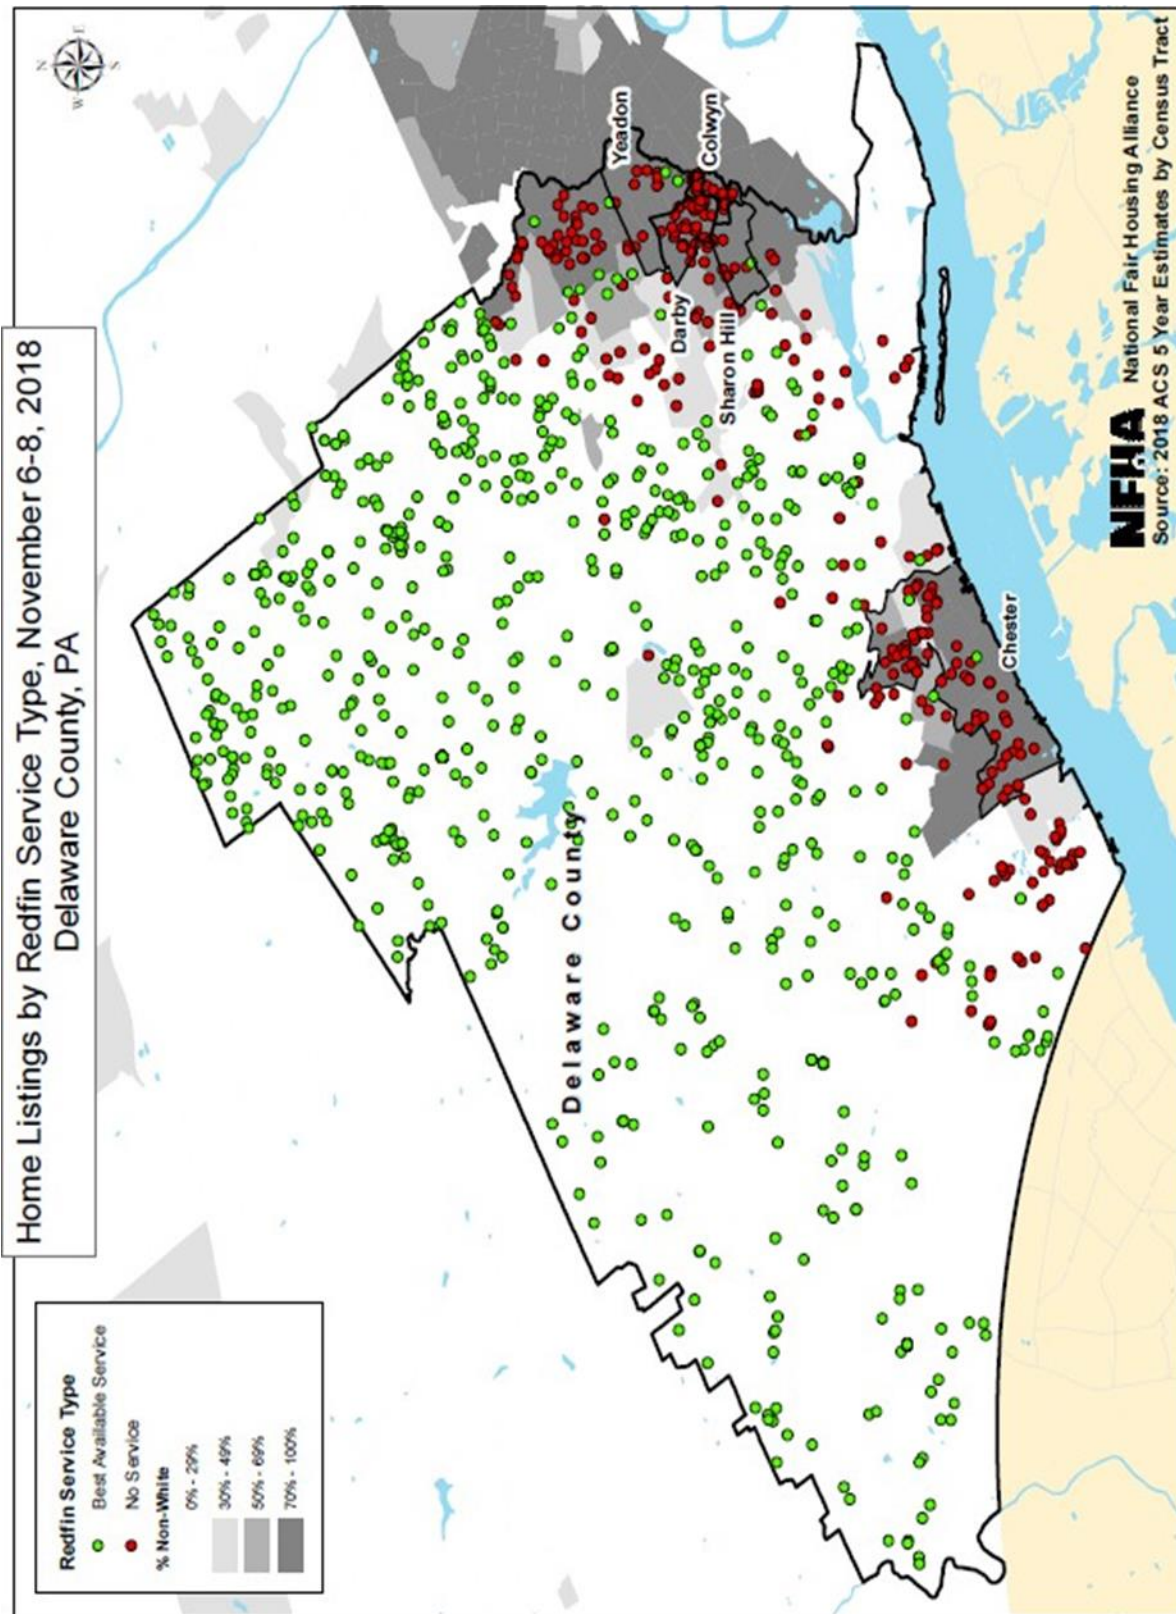 Home Listings by Redfin Service Type, November 6-8, 2018
Delaware County, PA
N
E
S
W
Redfin Service Type
Best Available Service
No Service
% Non-White
0% - 29%
30% - 49%
50% - 69%
70% - 100%
Yeadon
Colwyn
Darby
Sharon Hill
Chester
Delaware County
NFHA National Fair Housing Alliance
Source: 2018 ACS 5 Year Estimates by Census Tract